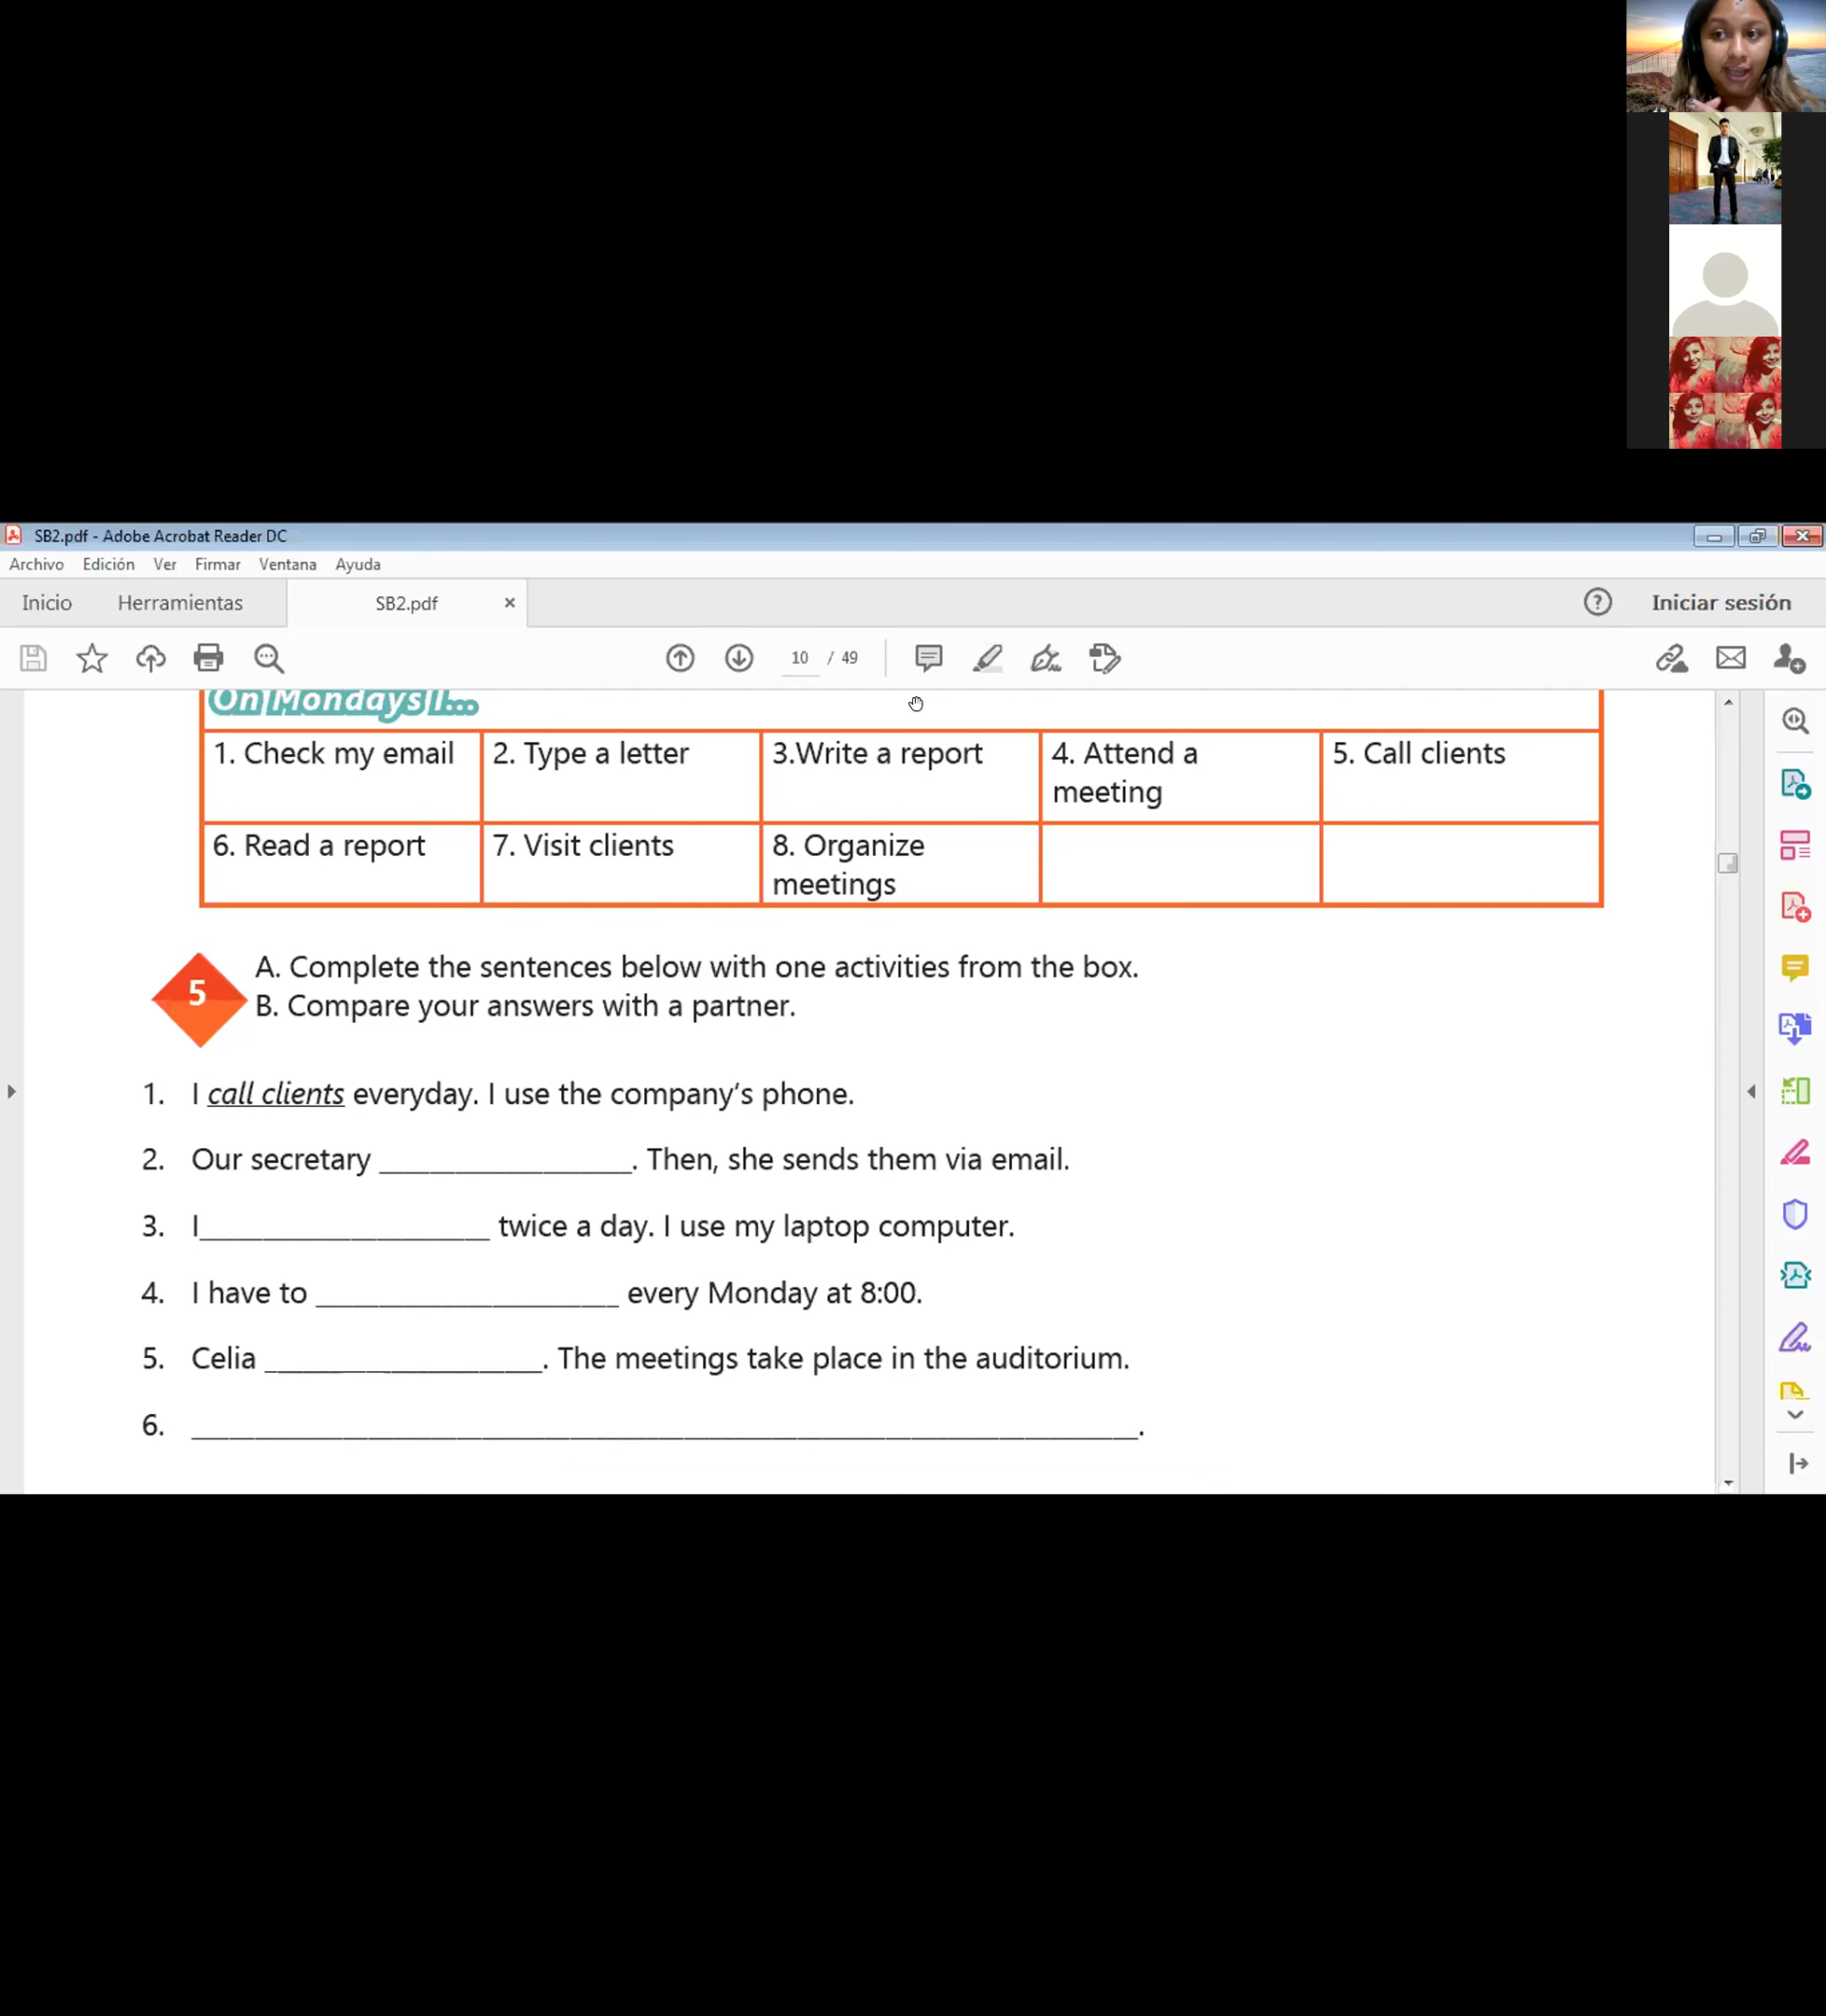 SB2.pdf - Adobe Acrobat Reader DC
Archivo Edición Ver Firmar Ventana Ayuda
Inicio Herramientas SB2.pdf × Iniciar sesión
10 / 49
On Mondays I...
1. Check my email
2. Type a letter
3.Write a report
4. Attend a
meeting
5. Call clients
6. Read a report
7. Visit clients
8. Organize
meetings
5
A. Complete the sentences below with one activities from the box.
B. Compare your answers with a partner.
1. I call clients everyday. I use the company's phone.
2. Our secretary ____________________. Then, she sends them via email.
3. I_______________________ twice a day. I use my laptop computer.
4. I have to ________________________ every Monday at 8:00.
5. Celia ______________________. The meetings take place in the auditorium.
6. ___________________________________________________________________________.